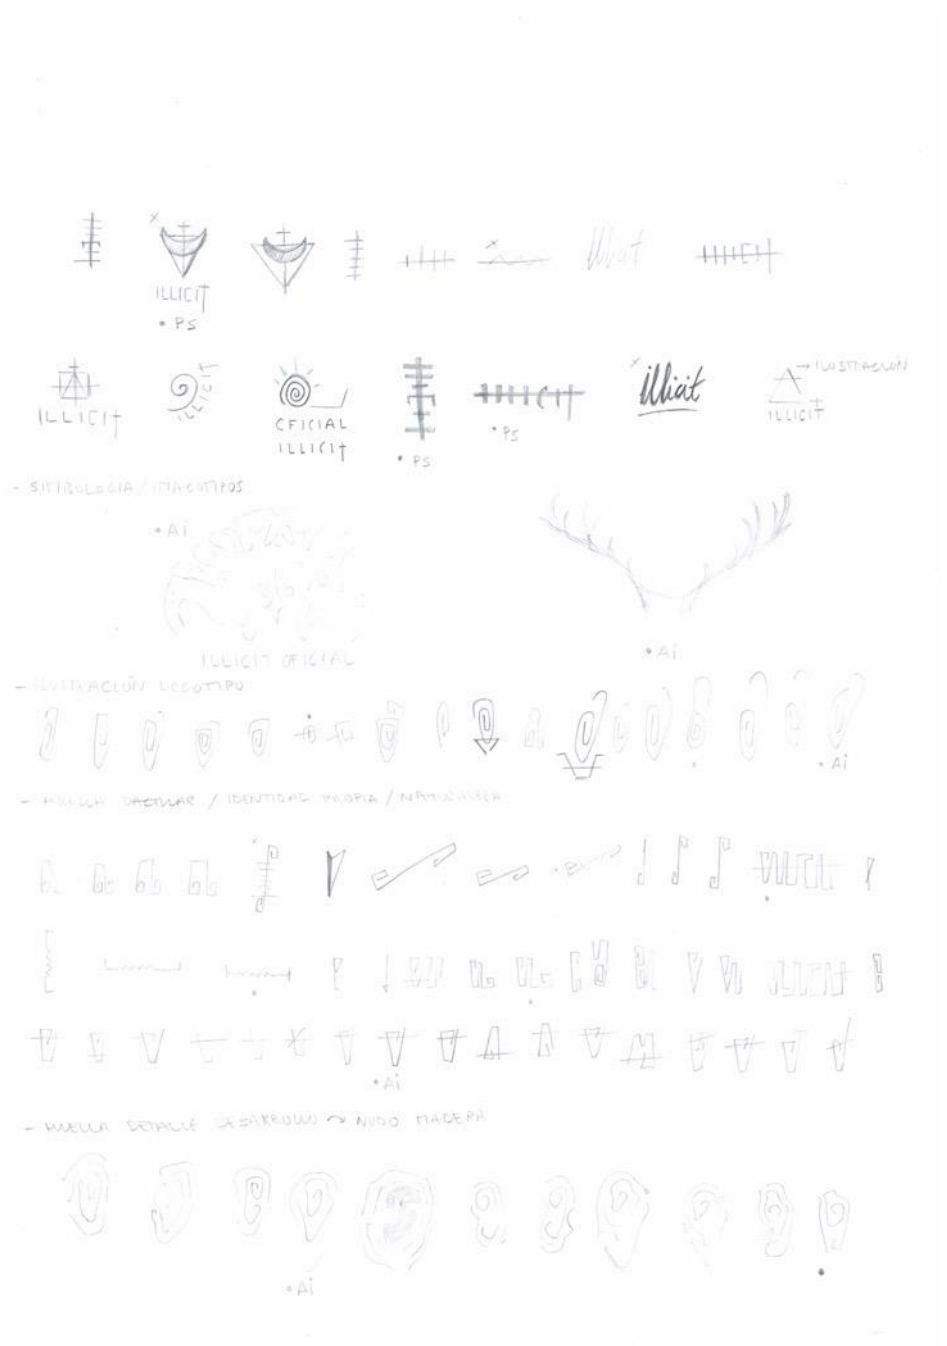 ILLICIT
• PS
→ ILUSTRACIÓN
ILLICIT
ILLICIT
OFICIAL
ILLICIT
illicit
ILLICIT
• PS
• PS
- SIMBOLOGIA / IMAGOTIPOS
• Ai
ILLICIT OFICIAL
• Ai
- ILUSTRACIÓN LOGOTIPO
• Ai
- HUELLA DACTILAR / IDENTIDAD PROPIA / NATURALEZA
• Ai
- HUELLA DETALLE DESARROLLO → NUDO MADERA
• Ai